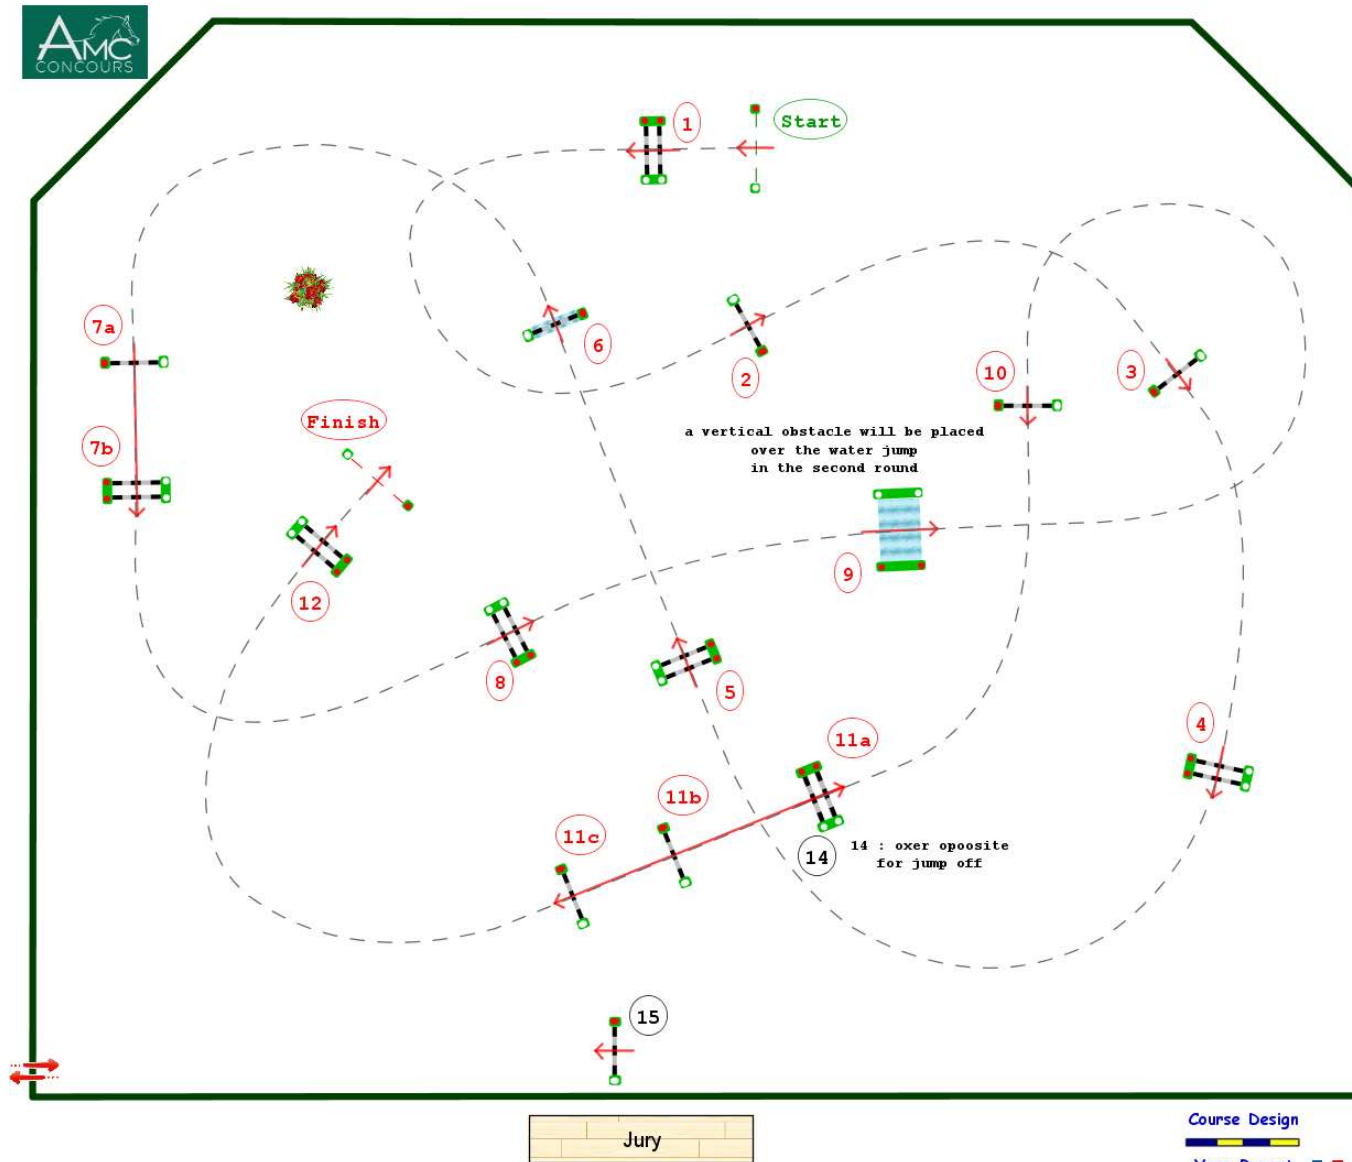 AMC
CONCOURS
1
Start
7a
6
2
10
3
Finish
7b
a vertical obstacle will be placed
over the water jump
in the second round
9
12
8
5
4
11a
11b
11c
14
14 : oxer opoosite
for jump off
15
Jury
Course Design